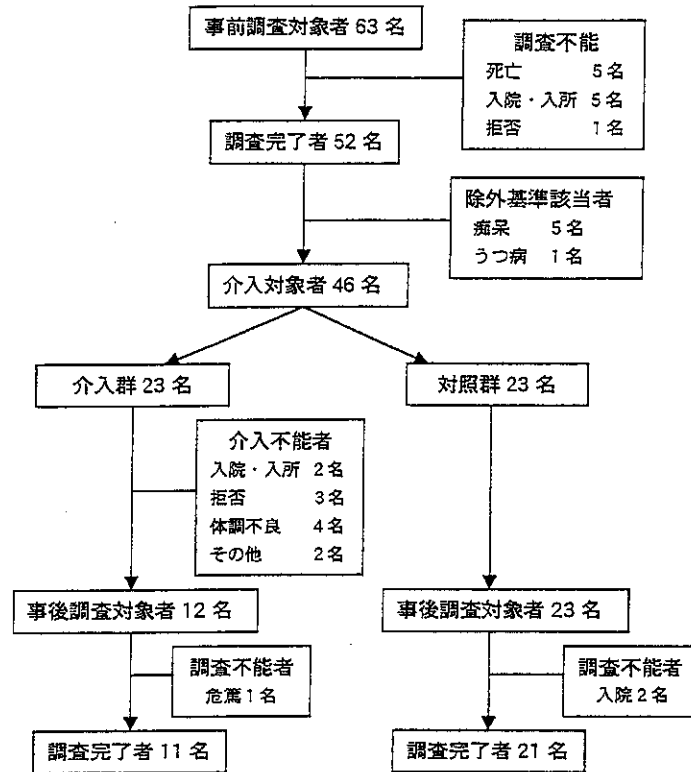 事前調査対象者 63 名
調査不能
死亡 5 名
入院・入所 5 名
拒否 1 名
調査完了者 52 名
除外基準該当者
痴呆 5 名
うつ病 1 名
介入対象者 46 名
介入群 23 名
対照群 23 名
介入不能者
入院・入所 2 名
拒否 3 名
体調不良 4 名
その他 2 名
事後調査対象者 12 名
事後調査対象者 23 名
調査不能者
危篤 1 名
調査不能者
入院 2 名
調査完了者 11 名
調査完了者 21 名